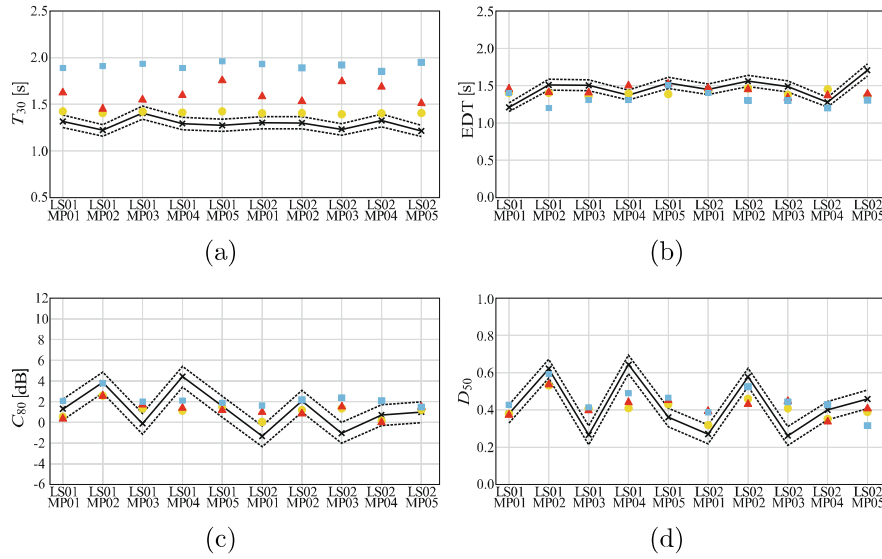 2.5
2.0
1.5
1.0
0.5
T30 [s]
LS01 LS01 LS01 LS01 LS01 LS02 LS02 LS02 LS02 LS02
MP01 MP02 MP03 MP04 MP05 MP01 MP02 MP03 MP04 MP05
(a)
2.5
2.0
1.5
1.0
0.5
0.0
EDT [s]
LS01 LS01 LS01 LS01 LS01 LS02 LS02 LS02 LS02 LS02
MP01 MP02 MP03 MP04 MP05 MP01 MP02 MP03 MP04 MP05
(b)
12
10
8
6
4
2
0
-2
-4
-6
C80 [dB]
LS01 LS01 LS01 LS01 LS01 LS02 LS02 LS02 LS02 LS02
MP01 MP02 MP03 MP04 MP05 MP01 MP02 MP03 MP04 MP05
(c)
1.0
0.8
0.6
0.4
0.2
0.0
D50
LS01 LS01 LS01 LS01 LS01 LS02 LS02 LS02 LS02 LS02
MP01 MP02 MP03 MP04 MP05 MP01 MP02 MP03 MP04 MP05
(d)